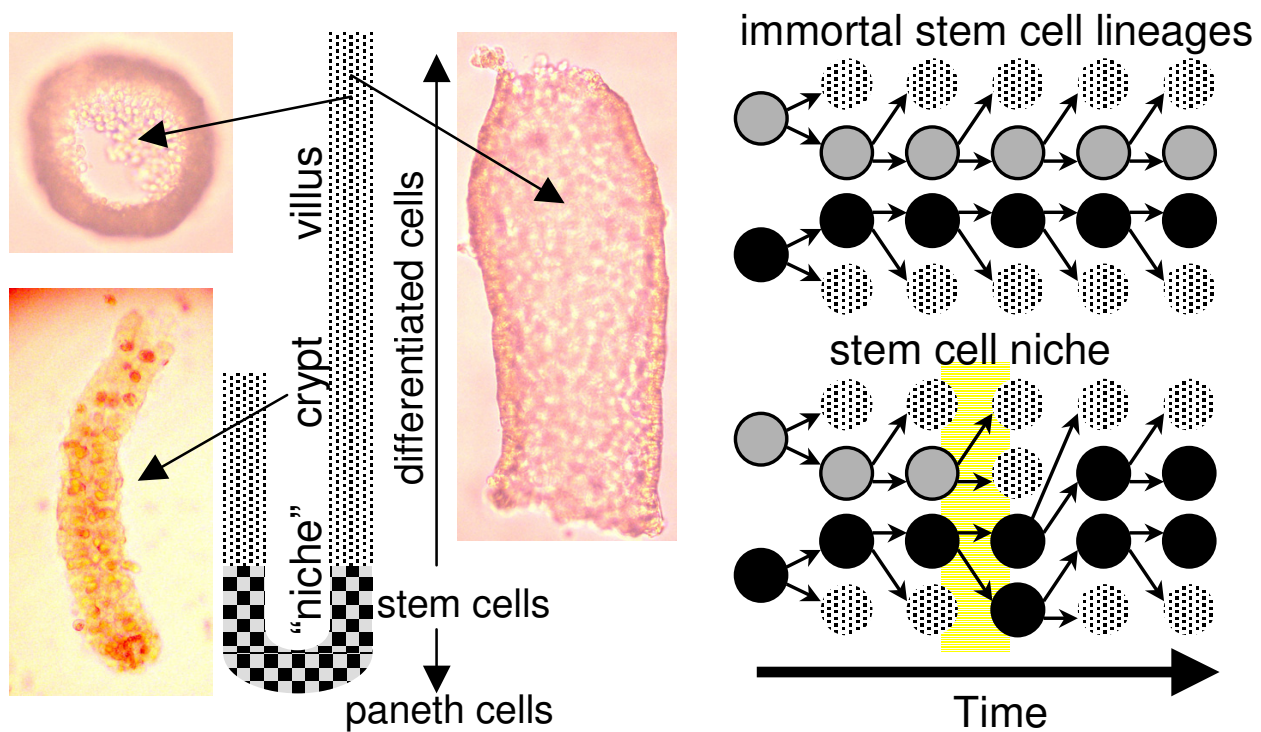 immortal stem cell lineages
villus
differentiated cells
crypt
stem cell niche
“niche”
stem cells
paneth cells
Time